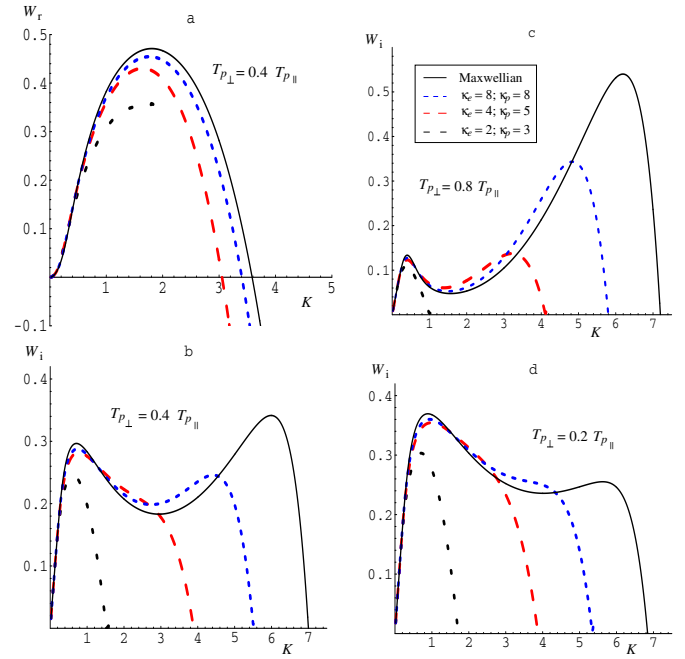 a
W_r
0.5
0.4
0.3
0.2
0.1
-0.1
1 2 3 4 5
K
T_{p⊥} = 0.4 T_{p∥}
c
W_i
0.5
0.4
0.3
0.2
0.1
1 2 3 4 5 6 7
K
Maxwellian
κ_e = 8; κ_p = 8
κ_e = 4; κ_p = 5
κ_e = 2; κ_p = 3
T_{p⊥} = 0.8 T_{p∥}
b
W_i
0.4
0.3
0.2
0.1
1 2 3 4 5 6 7
K
T_{p⊥} = 0.4 T_{p∥}
d
W_i
0.4
0.3
0.2
0.1
1 2 3 4 5 6 7
K
T_{p⊥} = 0.2 T_{p∥}